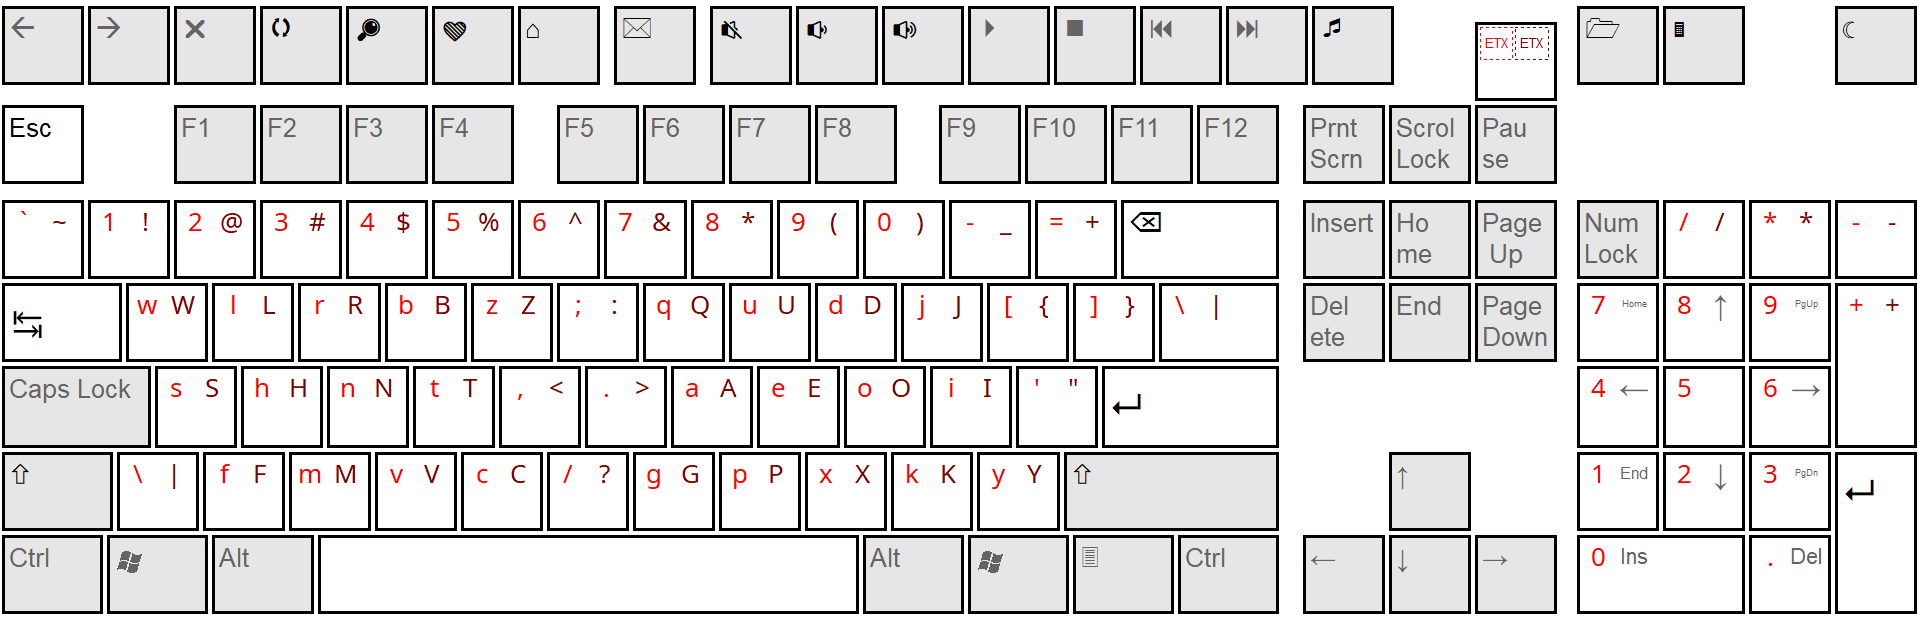 ETX ETX
Esc F1 F2 F3 F4 F5 F6 F7 F8 F9 F10 F11 F12 Prnt Scrol Pau
Scrn Lock se
` ~ 1 ! 2 @ 3 # 4 $ 5 % 6 ^ 7 & 8 * 9 ( 0 ) - _ = + Insert Ho Page Num / / * * - -
me Up Lock
w W l L r R b B z Z ; : q Q u U d D j J [ { ] } \ | Del End Page 7 Home 8 ↑ 9 PgUp + +
ete Down
Caps Lock s S h H n N t T , < . > a A e E o O i I ' " 4 ← 5 6 →
\ | f F m M v V c C / ? g G p P x X k K y Y ↑ 1 End 2 ↓ 3 PgDn
Ctrl Alt Alt Ctrl ← ↓ → 0 Ins . Del